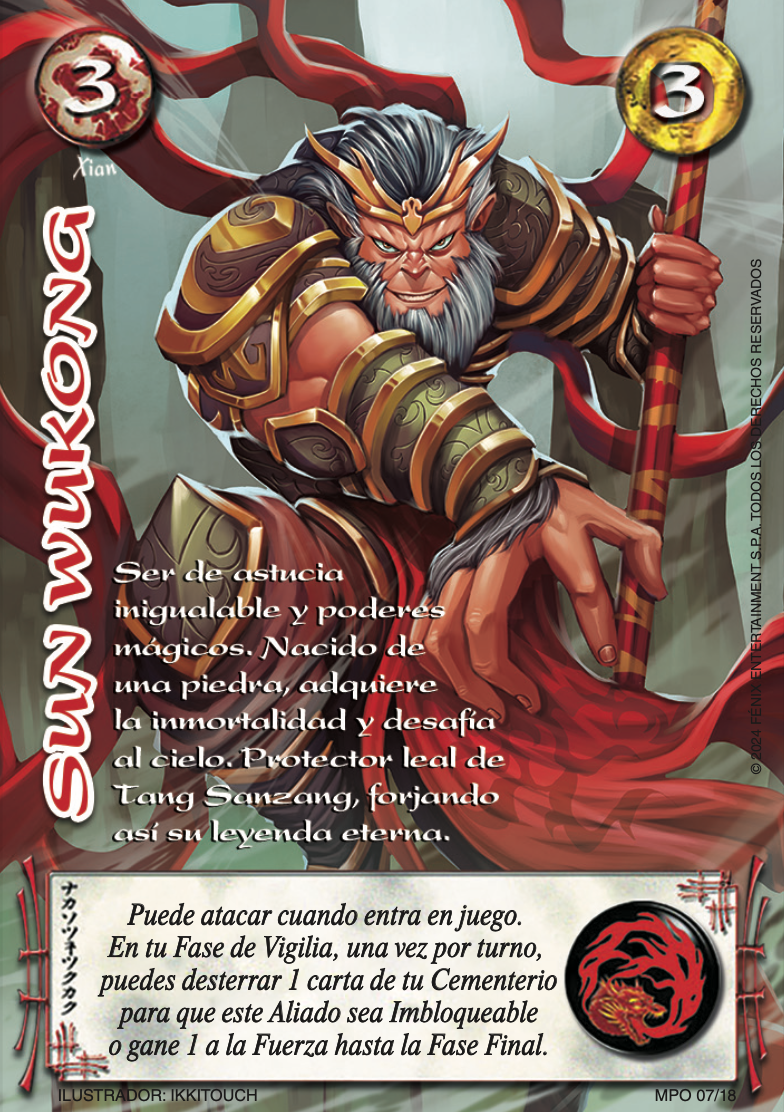 3
3
Xian
SUN WUKONG
Ser de astucia
inigualable y poderes
mágicos. Nacido de
una piedra, adquiere
la inmortalidad y desafía
al cielo. Protector leal de
Tang Sanzang, forjando
así su leyenda eterna.
© 2024 FÉNIX ENTERTAINMENT S.P.A. TODOS LOS DERECHOS RESERVADOS
ナカソツネツクカク
Puede atacar cuando entra en juego.
En tu Fase de Vigilia, una vez por turno,
puedes desterrar 1 carta de tu Cementerio
para que este Aliado sea Imbloqueable
o gane 1 a la Fuerza hasta la Fase Final.
ILUSTRADOR: IKKITOUCH
MPO 07/18